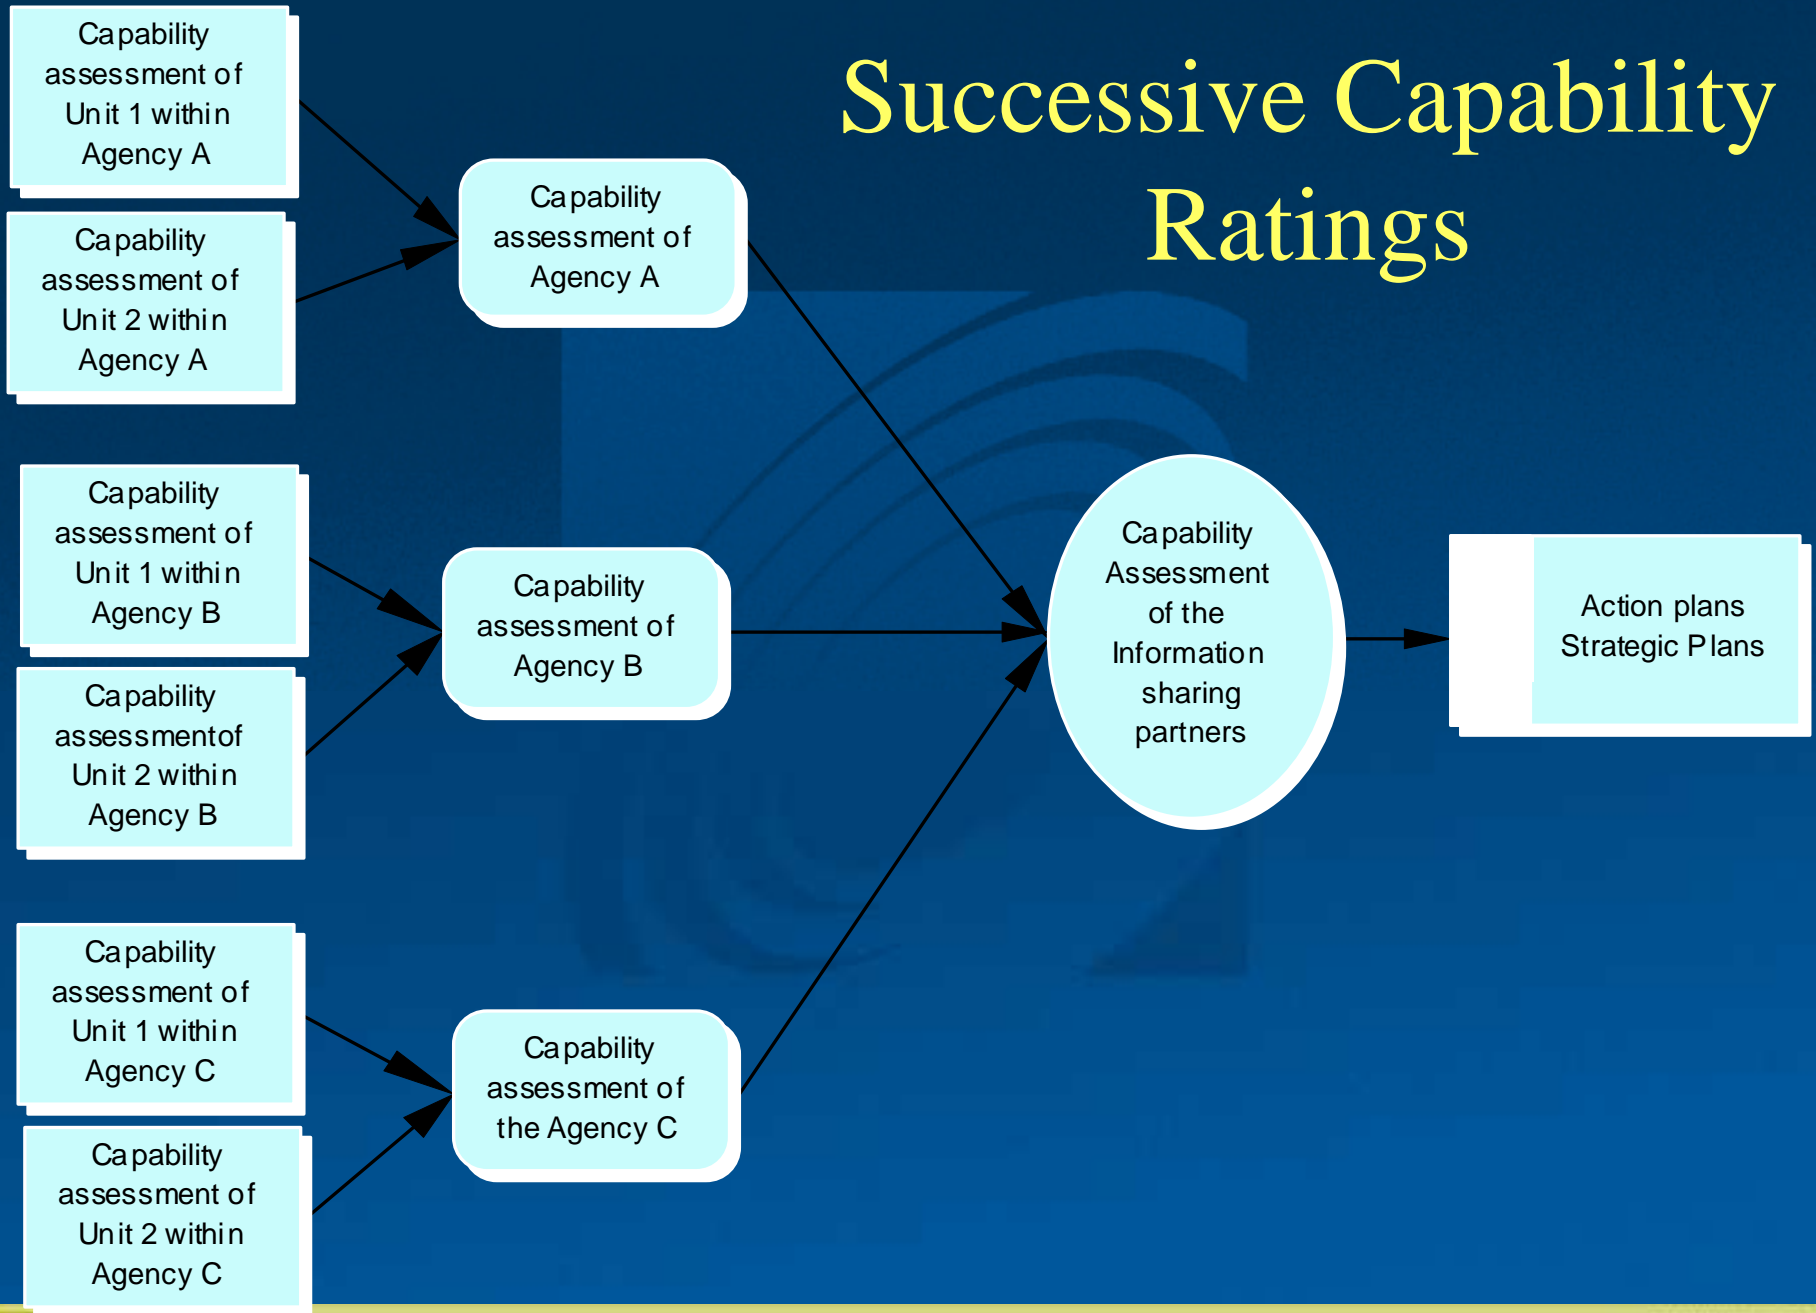 Successive Capability
Ratings
Capability
assessment of
Unit 1 within
Agency A
Capability
assessment of
Unit 2 within
Agency A
Capability
assessment of
Agency A
Capability
assessment of
Unit 1 within
Agency B
Capability
assessmentof
Unit 2 within
Agency B
Capability
assessment of
Agency B
Capability
assessment of
Unit 1 within
Agency C
Capability
assessment of
Unit 2 within
Agency C
Capability
assessment of
the Agency C
Capability
Assessment
of the
Information
sharing
partners
Action plans
Strategic Plans